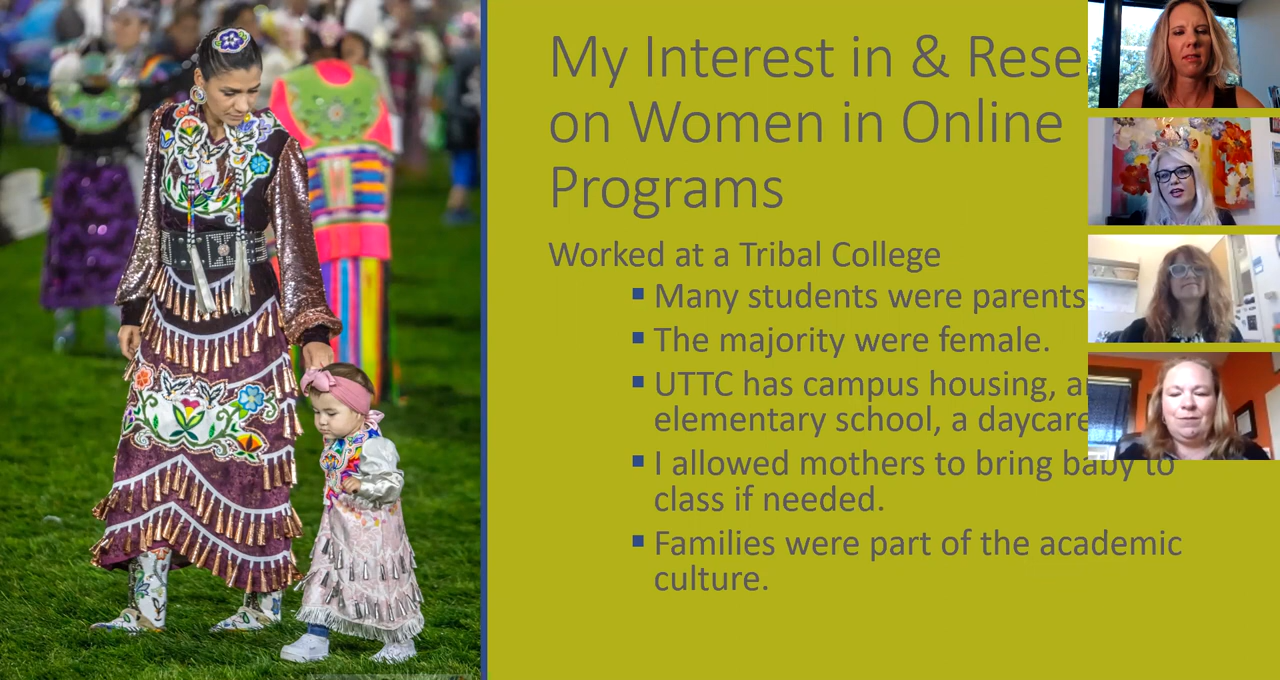 My Interest in & Rese
on Women in Online
Programs
Worked at a Tribal College
▪ Many students were parents
▪ The majority were female.
▪ UTTC has campus housing, a
elementary school, a daycare
▪ I allowed mothers to bring baby to
class if needed.
▪ Families were part of the academic
culture.